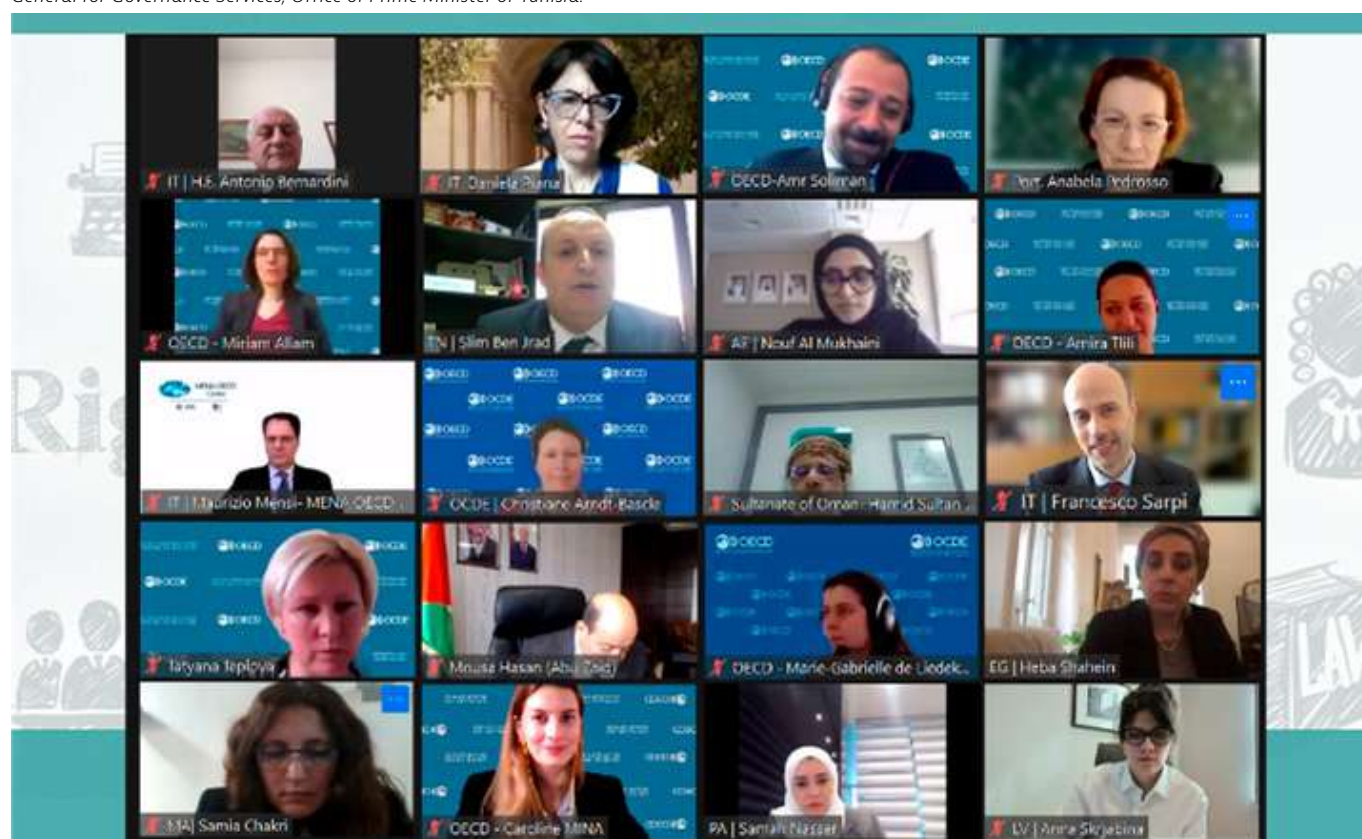 General for Governance Services, Office of Prime Minister of Tunisia.
IT | H.E. Antonio Bernardini
IT Daniela Piana
OECD-Amr Soliman
Port. Anabela Pedrosso
OECD - Miriam Allam
TN | Slim Ben Jrad
AE | Nouf Al Mukhaini
OECD - Amira Tlili
IT | Maurizio Mensi- MENA-OECD ...
OCDE | Christiane Arndt-Bascle
Sultanate of Oman- Hamid Sultan...
IT | Francesco Sarpi
Tatyana Teplova
Mousa Hasan (Abu Zaid)
OECD - Marie-Gabrielle de Liedek...
EG | Heba Shahein
MA| Samia Chakri
OECD - Caroline MINA
PA | Samah Nasser
LV | Anna Skrjabina
Rig
LAW